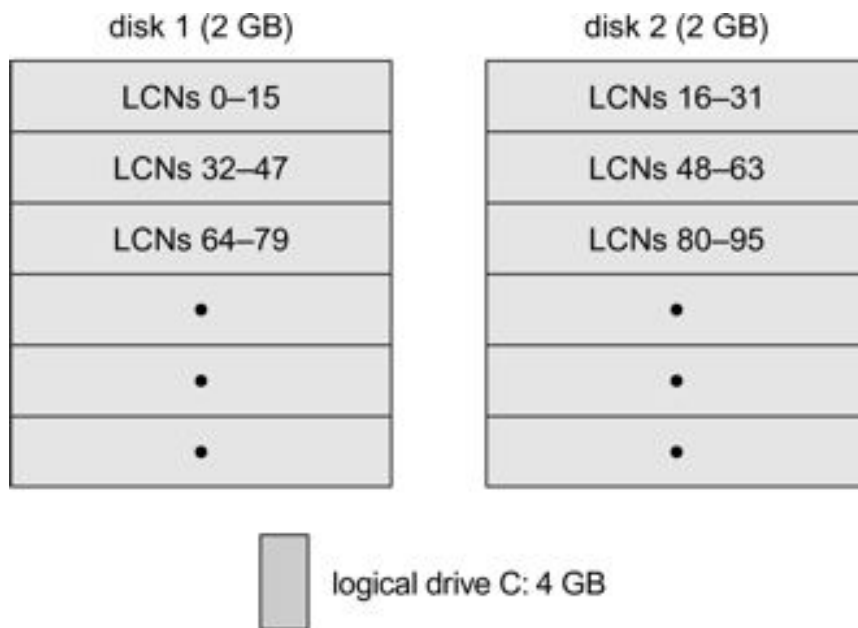 disk 1 (2 GB)
disk 2 (2 GB)
LCNs 0–15
LCNs 16–31
LCNs 32–47
LCNs 48–63
LCNs 64–79
LCNs 80–95
logical drive C: 4 GB